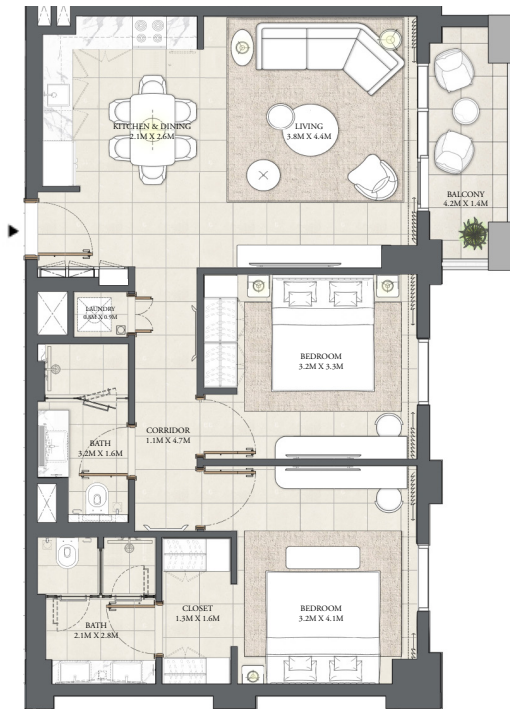 KITCHEN & DINING
2.1M X 2.6M
LIVING
3.8M X 4.4M
BALCONY
4.2M X 1.4M
LAUNDRY
0.8M X 0.9M
BEDROOM
3.2M X 3.3M
CORRIDOR
1.1M X 4.7M
BATH
3.2M X 1.6M
BATH
2.1M X 2.8M
CLOSET
1.3M X 1.6M
BEDROOM
3.2M X 4.1M